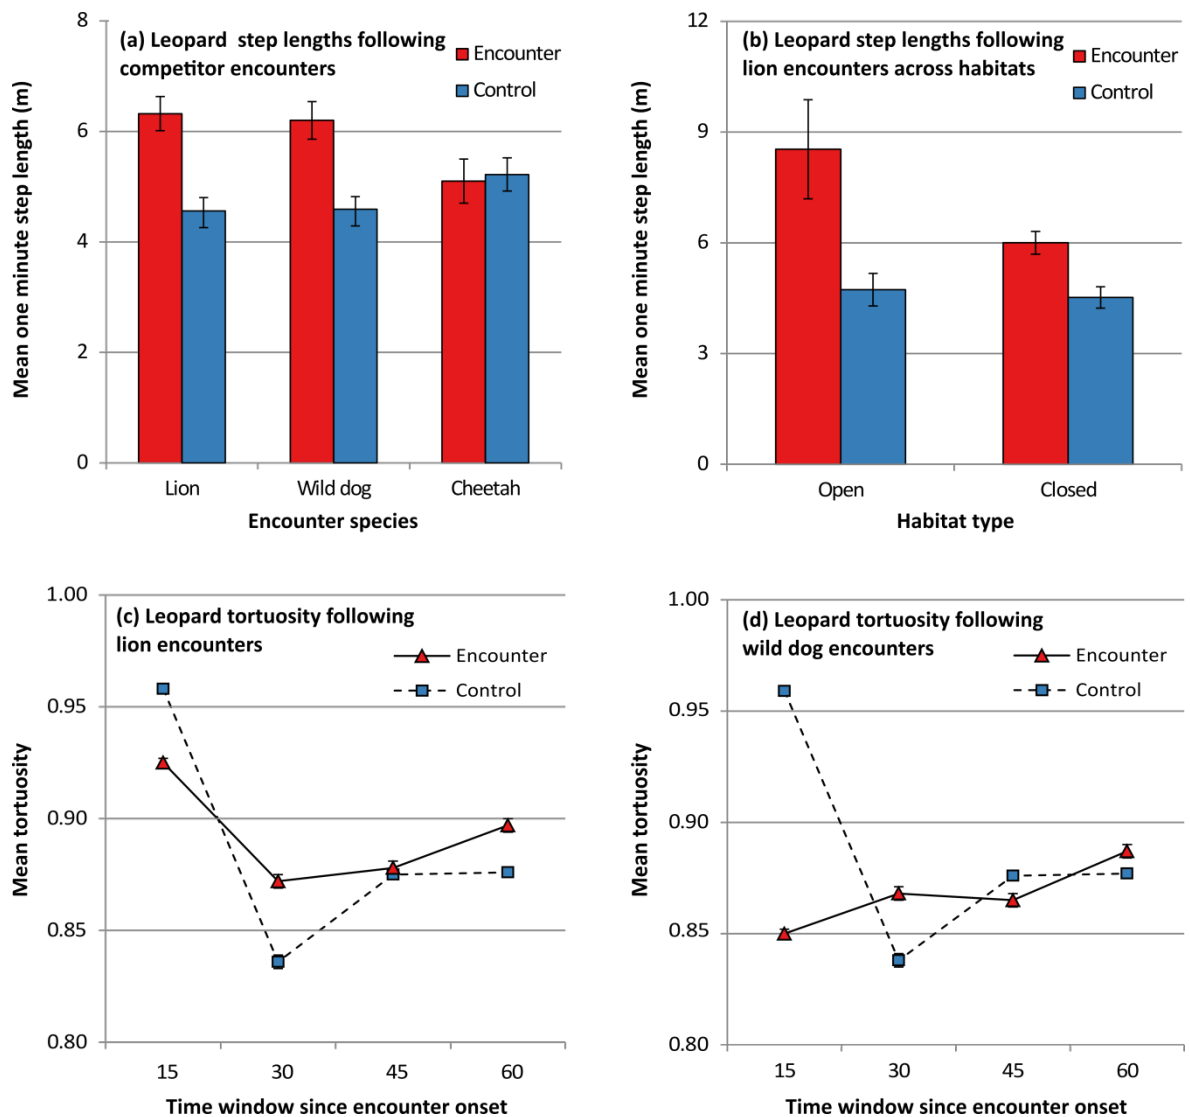 (a) Leopard step lengths following
competitor encounters
Encounter
Control
8
6
4
2
0
Mean one minute step length (m)
Lion
Wild dog
Cheetah
Encounter species
(b) Leopard step lengths following
lion encounters across habitats
Encounter
Control
12
9
6
3
0
Mean one minute step length (m)
Open
Closed
Habitat type
(c) Leopard tortuosity following
lion encounters
Encounter
Control
1.00
0.95
0.90
0.85
0.80
Mean tortuosity
15
30
45
60
Time window since encounter onset
(d) Leopard tortuosity following
wild dog encounters
Encounter
Control
1.00
0.95
0.90
0.85
0.80
Mean tortuosity
15
30
45
60
Time window since encounter onset